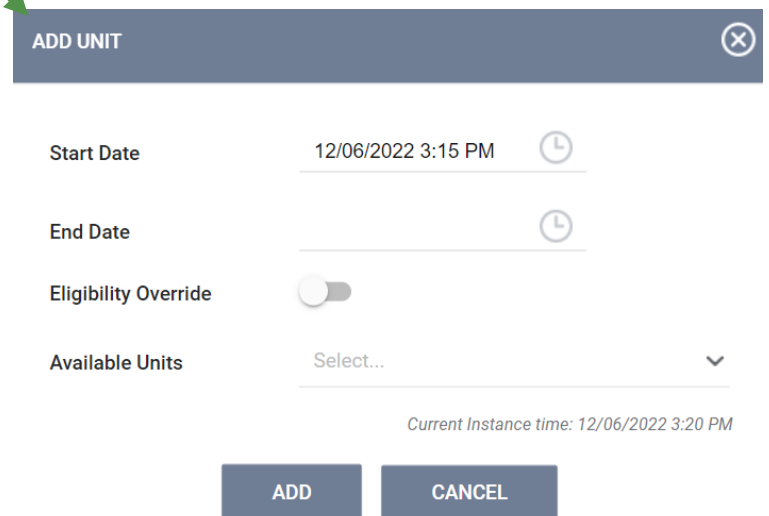 ADD UNIT
Start Date 12/06/2022 3:15 PM
End Date
Eligibility Override
Available Units Select...
Current Instance time: 12/06/2022 3:20 PM
ADD CANCEL